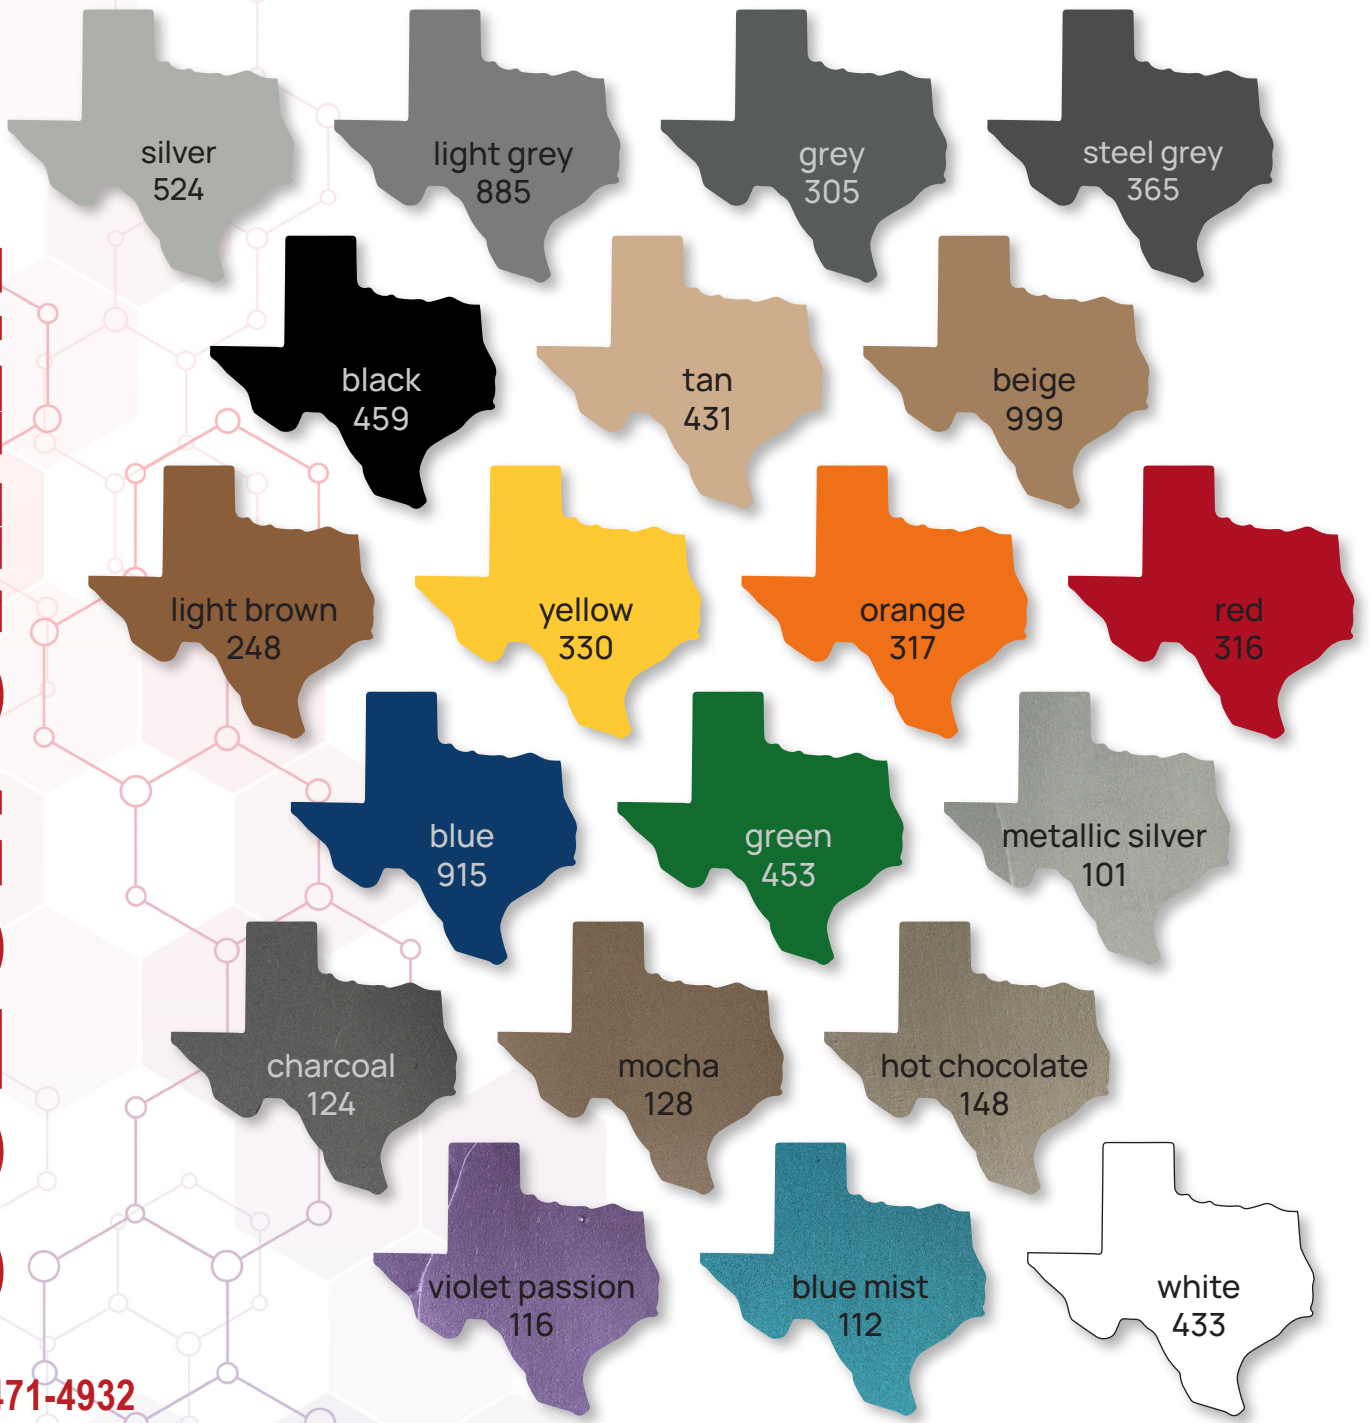 silver
524
light grey
885
grey
305
steel grey
365
black
459
tan
431
beige
999
light brown
248
yellow
330
orange
317
red
316
blue
915
green
453
metallic silver
101
charcoal
124
mocha
128
hot chocolate
148
violet passion
116
blue mist
112
white
433
471-4932